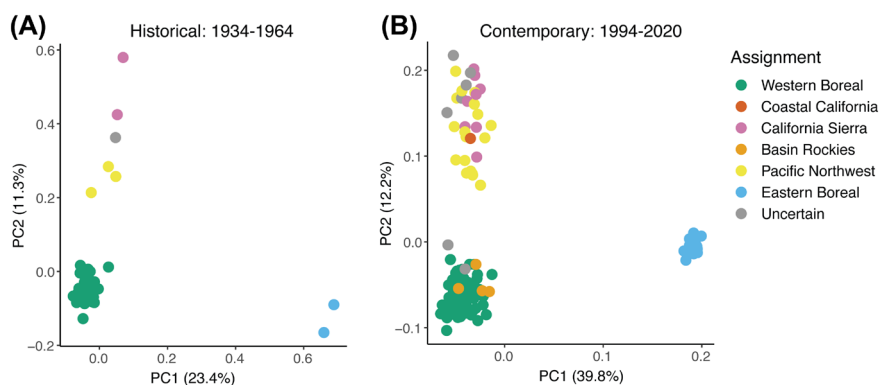 (A)
Historical: 1934-1964
0.6
0.4
0.2
0.0
−0.2
PC2 (11.3%)
0.0 0.2 0.4 0.6
PC1 (23.4%)
(B)
Contemporary: 1994-2020
0.2
0.1
0.0
−0.1
PC2 (12.2%)
0.0 0.1 0.2
PC1 (39.8%)
Assignment
Western Boreal
Coastal California
California Sierra
Basin Rockies
Pacific Northwest
Eastern Boreal
Uncertain